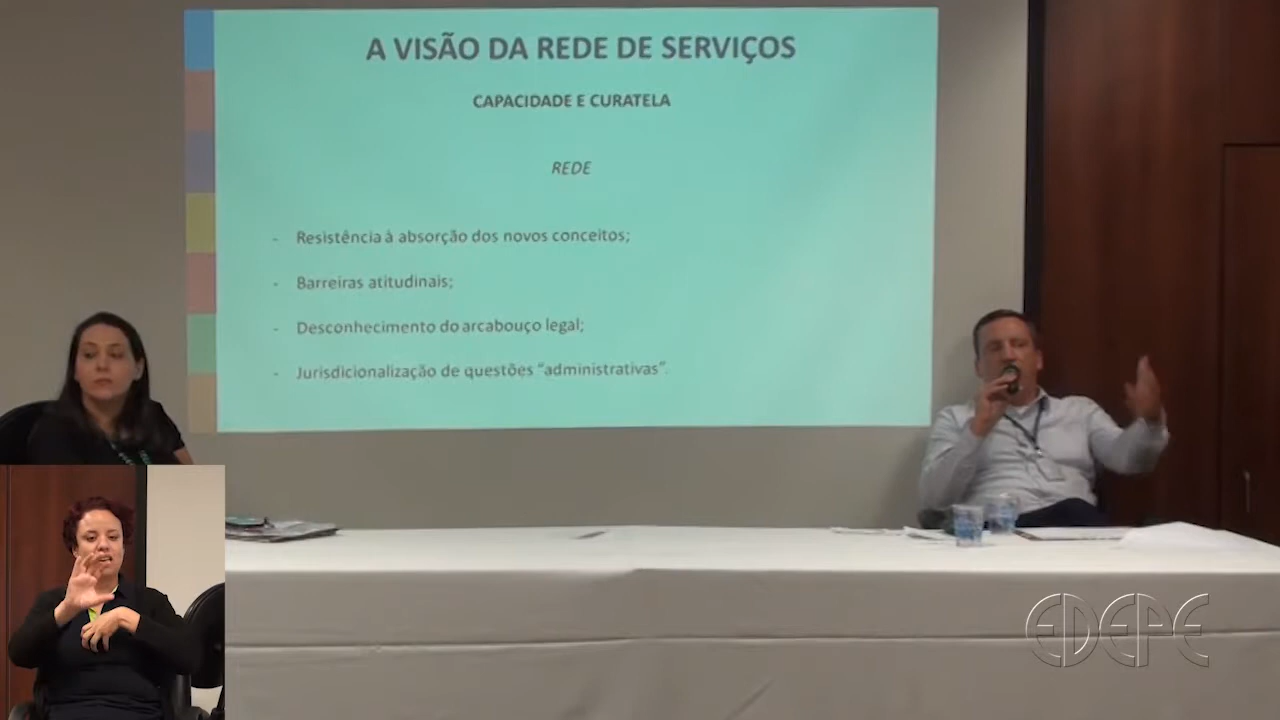 A VISÃO DA REDE DE SERVIÇOS
CAPACIDADE E CURATELA
REDE
- Resistência à absorção dos novos conceitos;
- Barreiras atitudinais;
- Desconhecimento do arcabouço legal;
- Jurisdicionalização de questões “administrativas”.
EDEPE